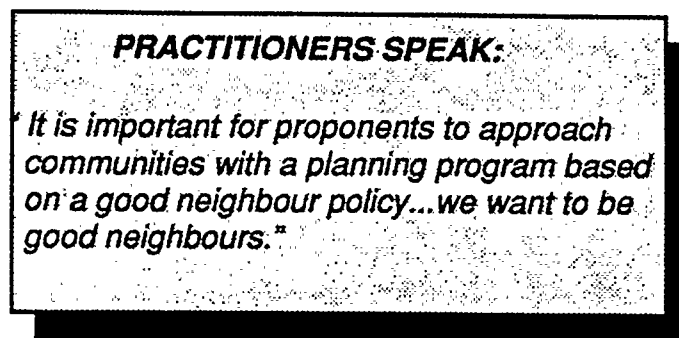 PRACTITIONERS SPEAK:
" It is important for proponents to approach
communities with a planning program based
on a good neighbour policy...we want to be
good neighbours."